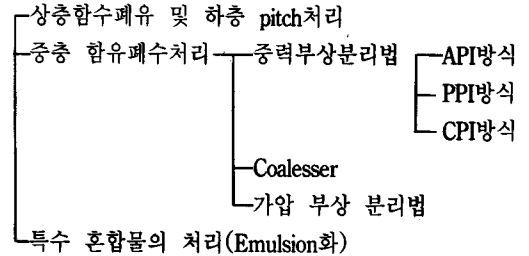 상층함수폐유 및 하층 pitch처리
중층 함유폐수처리 중력부상분리법 API방식
PPI방식
CPI방식
Coalesser
가압 부상 분리법
특수 혼합물의 처리(Emulsion화)